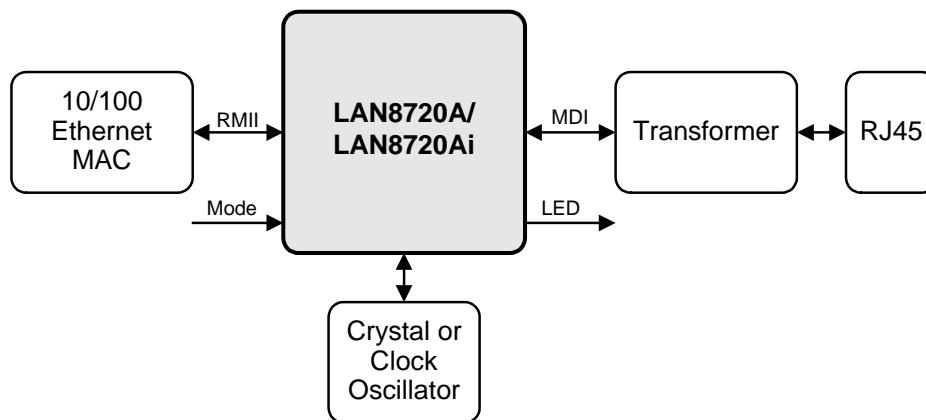 10/100
Ethernet
MAC
RMII
LAN8720A/
LAN8720Ai
MDI
Transformer
RJ45
Mode
LED
Crystal or
Clock
Oscillator